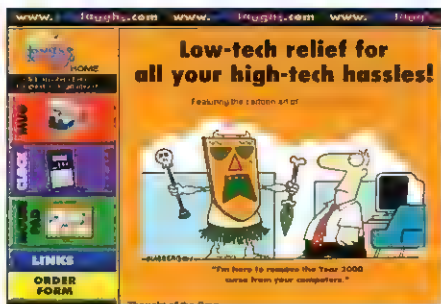 www. laughs.com www. laughs.com www.
HOME
MUG
CLOCK
MOUSE
PAD
LINKS
ORDER
FORM
Low-tech relief for
all your high-tech hassles!
Featuring the cartoon art of
"I'm here to remove the Year 2000
curse from your computers."